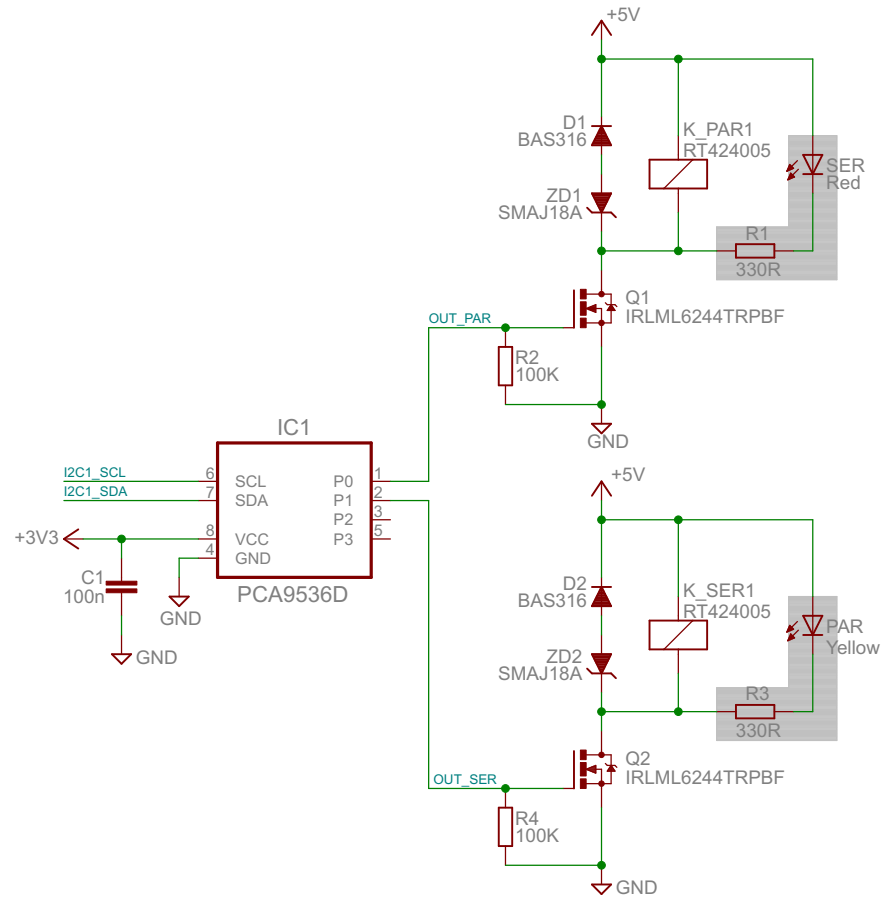 +5V
D1
BAS316
K_PAR1
RT424005
SER
Red
ZD1
SMAJ18A
R1
330R
Q1
IRLML6244TRPBF
OUT_PAR
R2
100K
GND
IC1
I2C1_SCL
I2C1_SDA
6
7
8
4
SCL
SDA
VCC
GND
P0
P1
P2
P3
1
2
3
5
+3V3
C1
100n
GND
GND
PCA9536D
+5V
D2
BAS316
K_SER1
RT424005
PAR
Yellow
ZD2
SMAJ18A
R3
330R
Q2
IRLML6244TRPBF
OUT_SER
R4
100K
GND